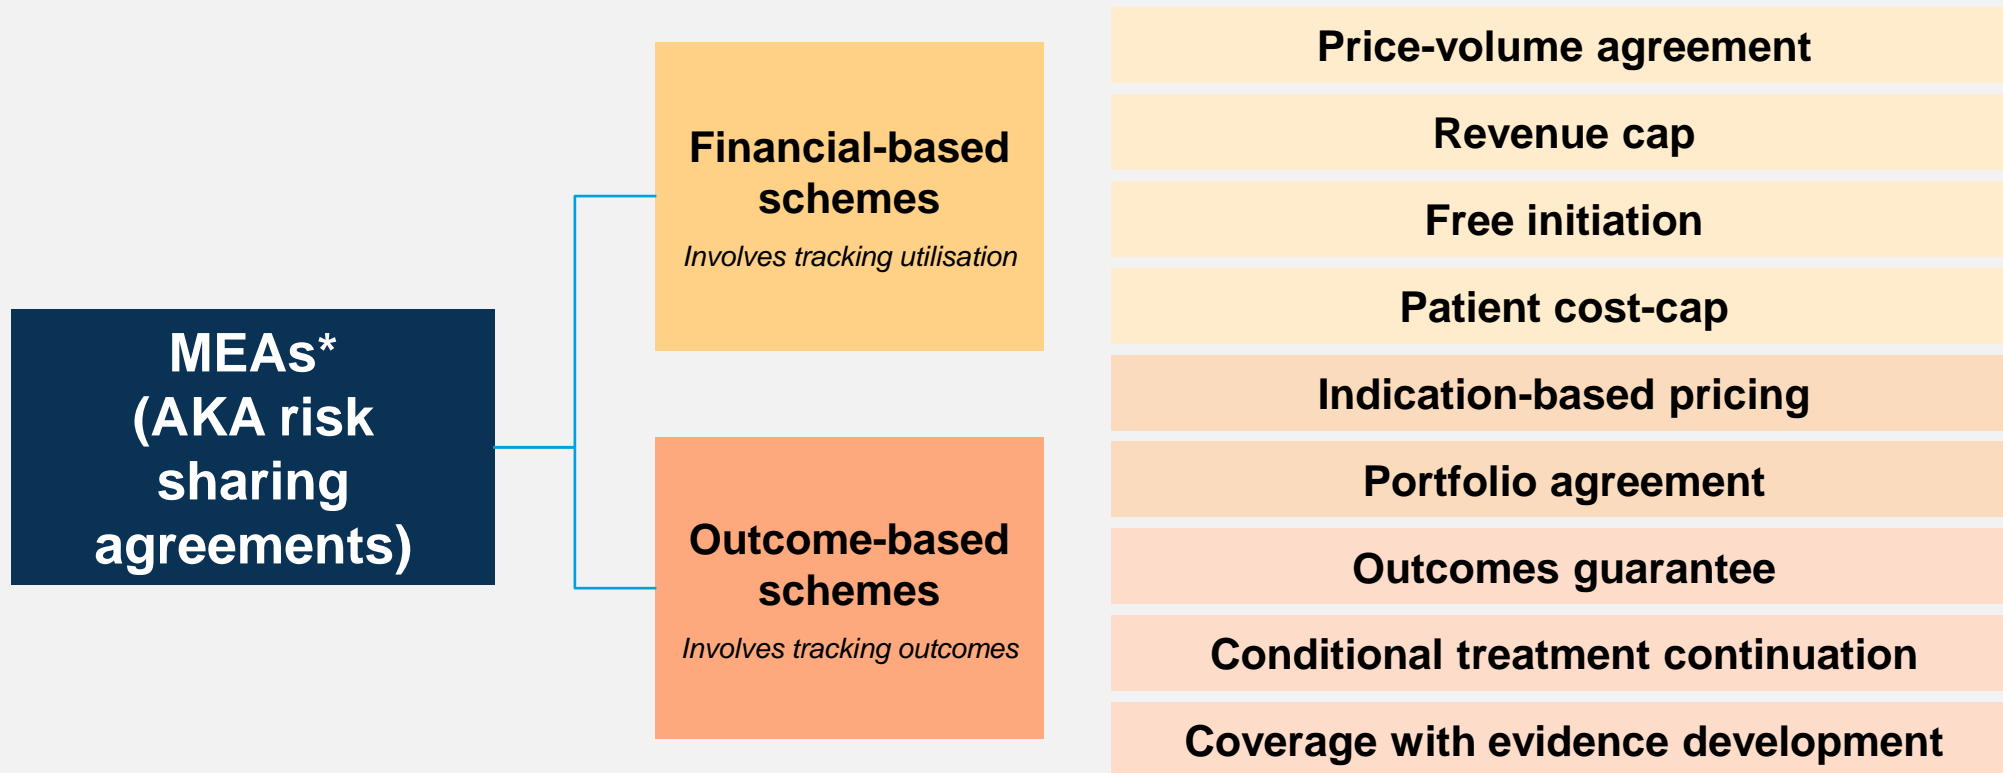 MEAs*
(AKA risk
sharing
agreements)
Financial-based
schemes
Involves tracking utilisation
Outcome-based
schemes
Involves tracking outcomes
Price-volume agreement
Revenue cap
Free initiation
Patient cost-cap
Indication-based pricing
Portfolio agreement
Outcomes guarantee
Conditional treatment continuation
Coverage with evidence development